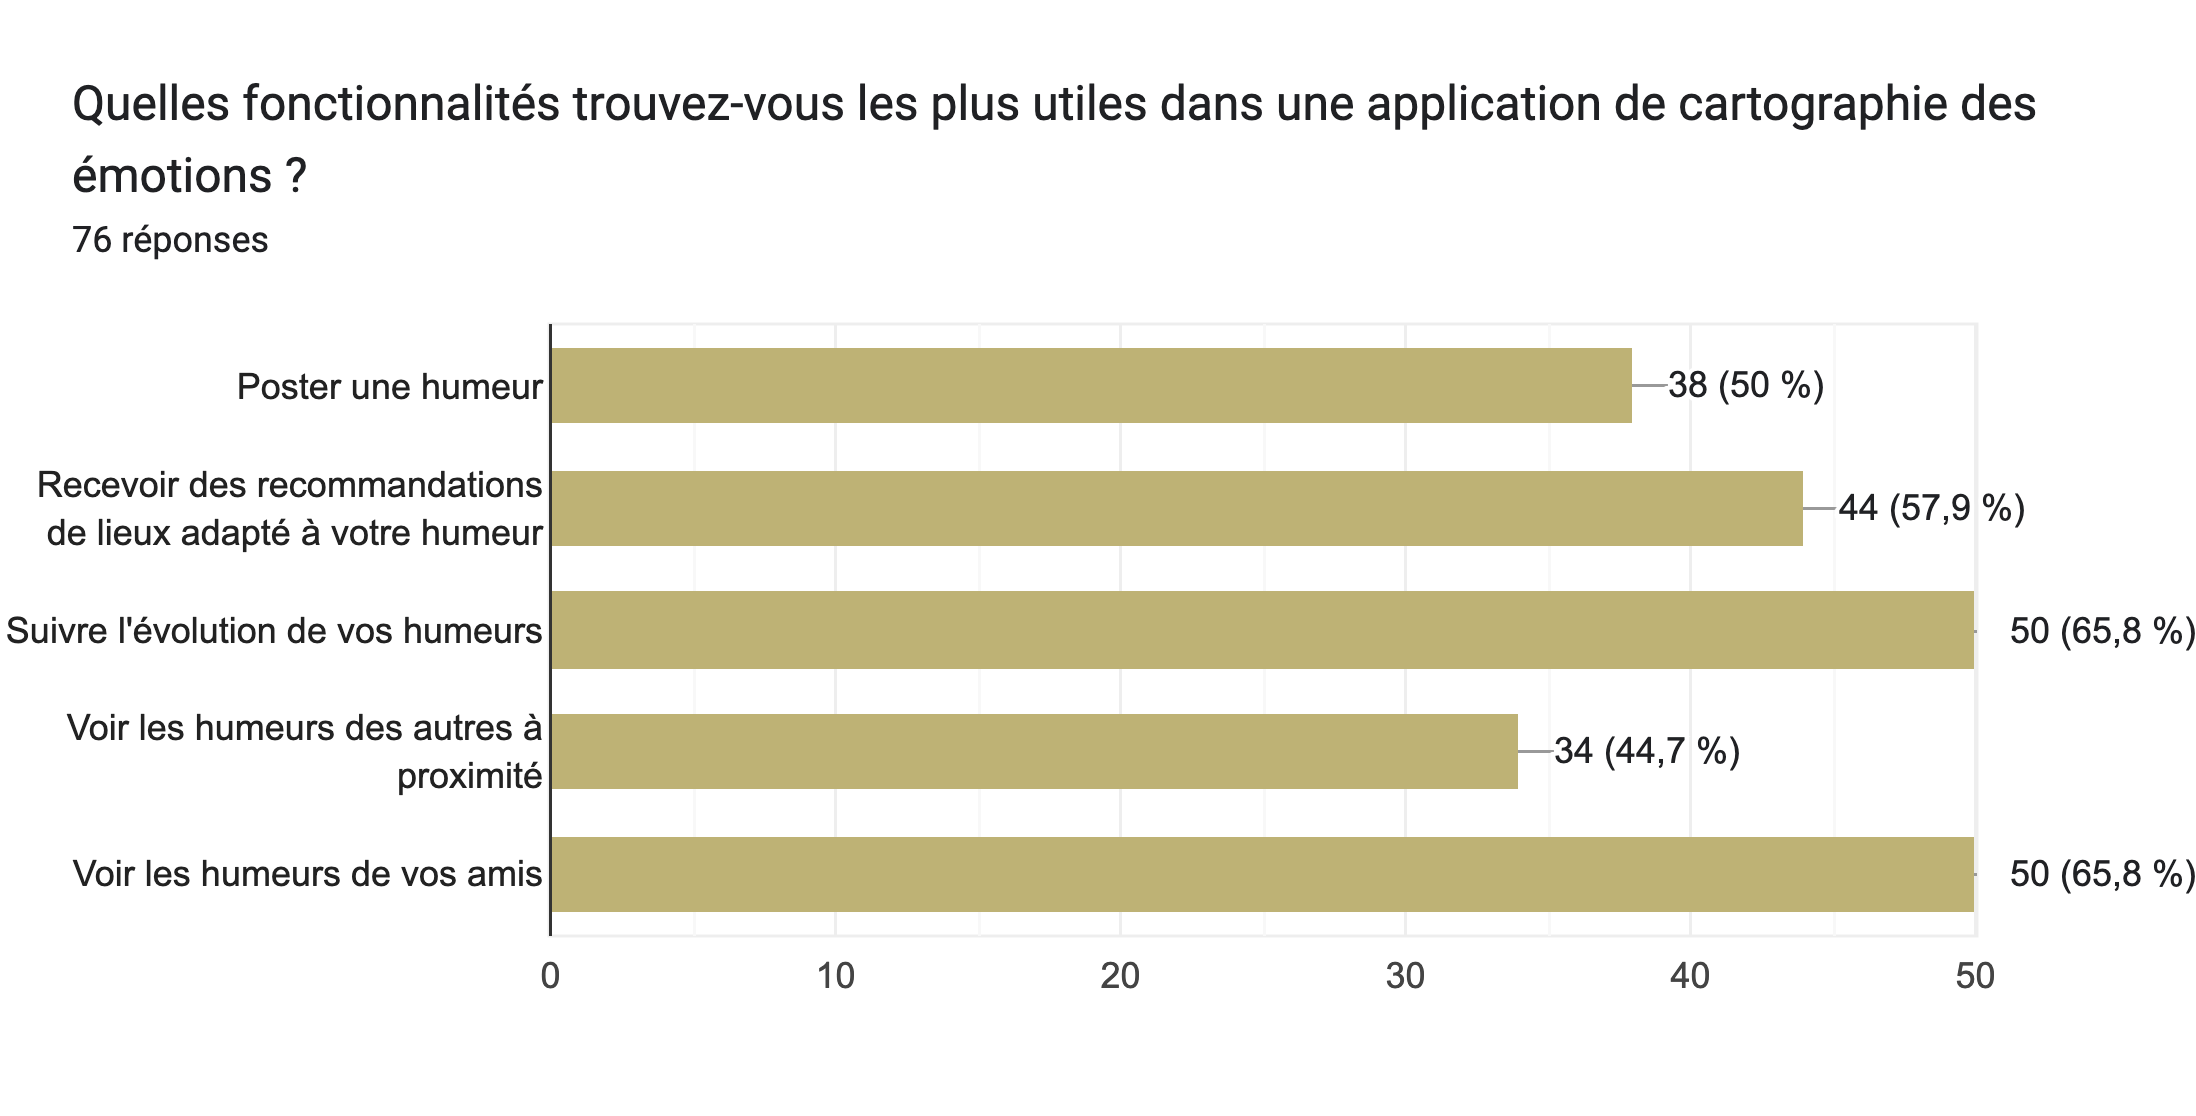 Quelles fonctionnalités trouvez-vous les plus utiles dans une application de cartographie des
émotions ?
76 réponses
Poster une humeur
38 (50 %)
Recevoir des recommandations
de lieux adapté à votre humeur
44 (57,9 %)
Suivre l'évolution de vos humeurs
50 (65,8 %)
Voir les humeurs des autres à
proximité
34 (44,7 %)
Voir les humeurs de vos amis
50 (65,8 %)
0 10 20 30 40 50